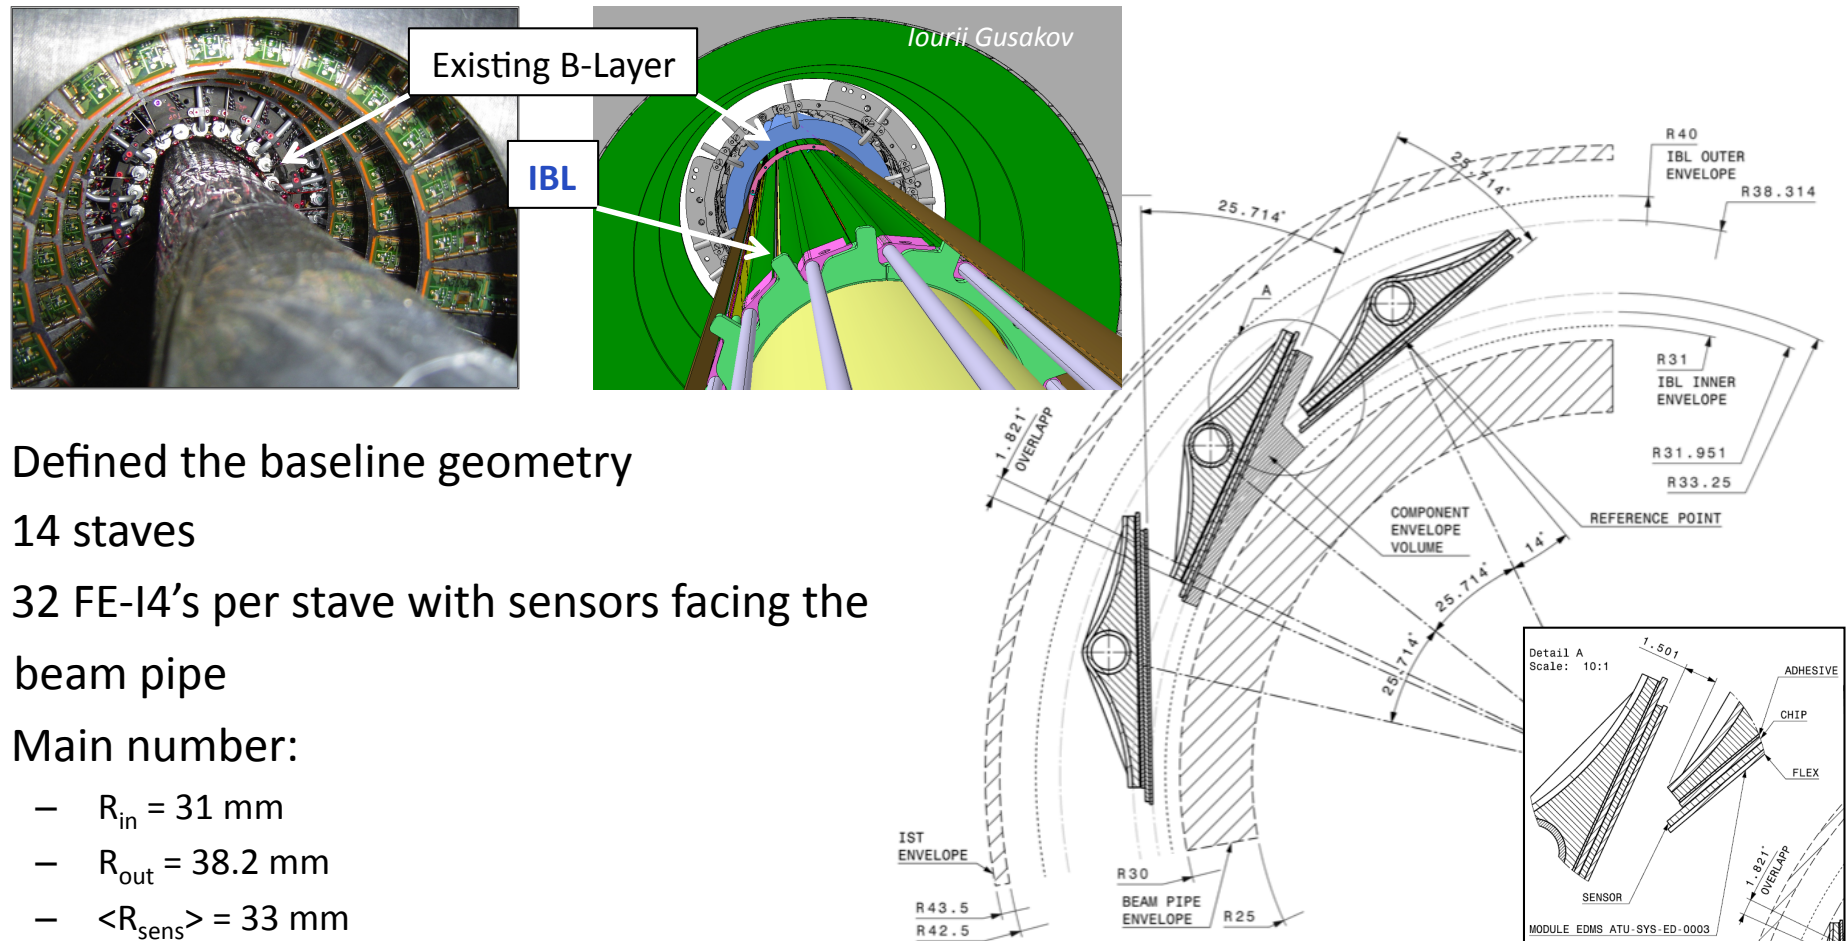 Existing B-Layer
Iourii Gusakov
IBL
Defined the baseline geometry
14 staves
32 FE-I4's per stave with sensors facing the
beam pipe
Main number:
– Rin = 31 mm
– Rout = 38.2 mm
– <Rsens> = 33 mm
R40
IBL OUTER
ENVELOPE
R38.314
25.714°
25.714°
A
R31
IBL INNER
ENVELOPE
R31.951
R33.25
1.821°
OVERLAPP
COMPONENT
ENVELOPE
VOLUME
REFERENCE POINT
14°
25.714°
25.714°
IST
ENVELOPE
R30
BEAM PIPE
ENVELOPE
R25
R43.5
R42.5
Detail A
Scale: 10:1
1.501
ADHESIVE
CHIP
FLEX
1.821°
OVERLAPP
SENSOR
MODULE EDMS ATU-SYS-ED-0003